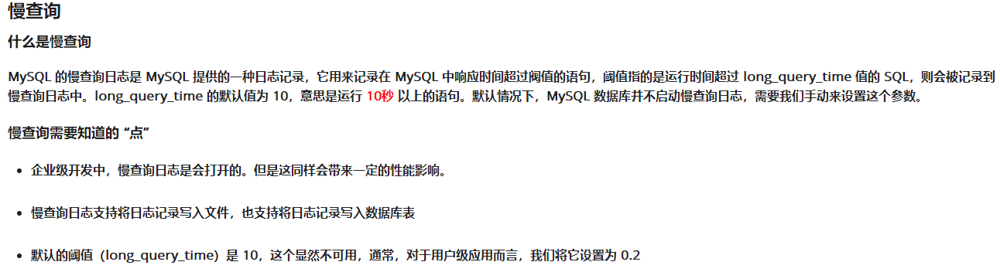 慢查询
什么是慢查询
MySQL 的慢查询日志是 MySQL 提供的一种日志记录，它用来记录在 MySQL 中响应时间超过阀值的语句，阈值指的是运行时间超过 long_query_time 值的 SQL，则会被记录到
慢查询日志中。long_query_time 的默认值为 10，意思是运行 10秒 以上的语句。默认情况下，MySQL 数据库并不启动慢查询日志，需要我们手动来设置这个参数。
慢查询需要知道的 “点”
• 企业级开发中，慢查询日志是会打开的。但是这同样会带来一定的性能影响。
• 慢查询日志支持将日志记录写入文件，也支持将日志记录写入数据库表
• 默认的阈值（long_query_time）是 10，这个显然不可用，通常，对于用户级应用而言，我们将它设置为 0.2